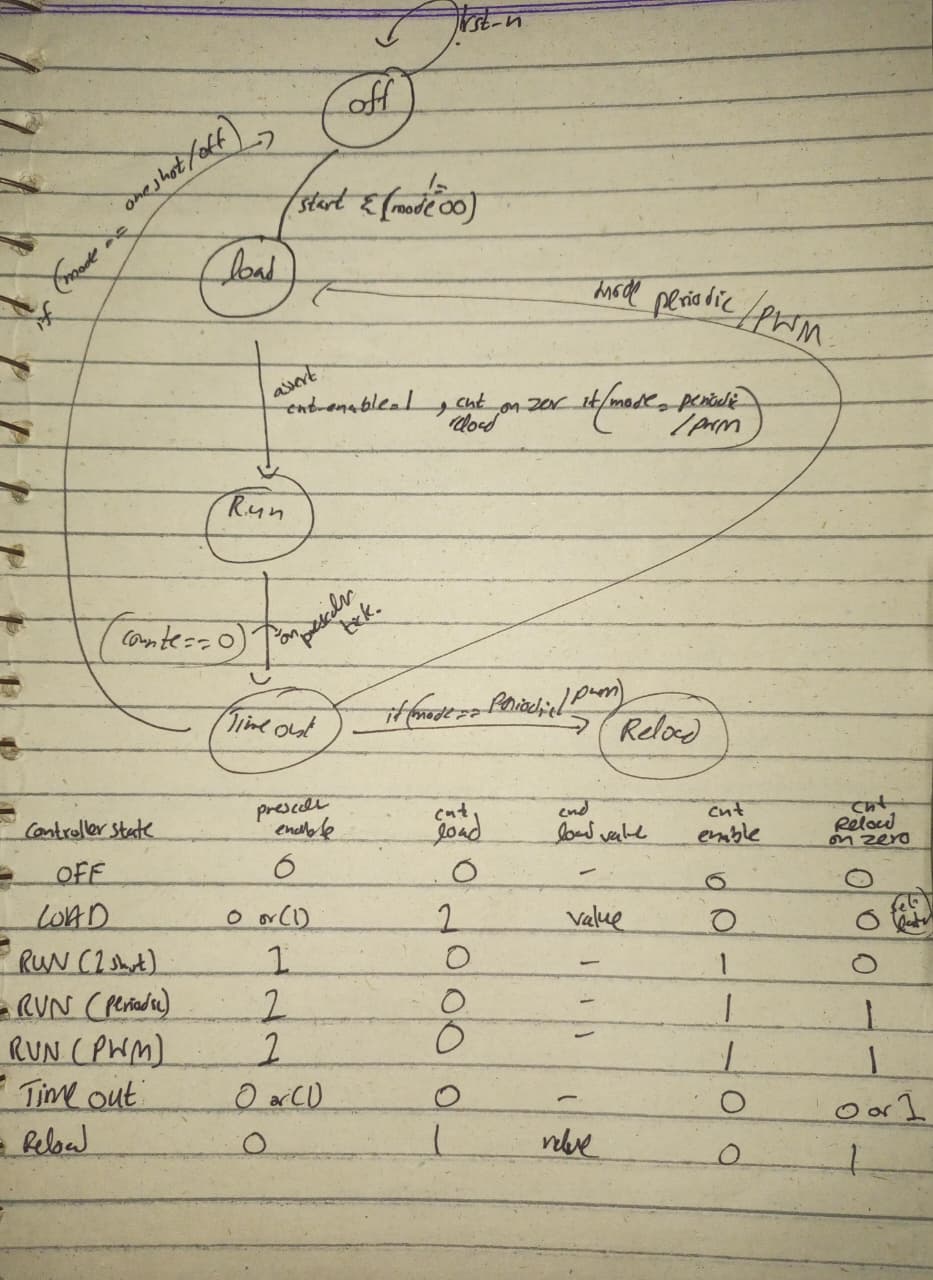 rst-n
off
start & (mode != 00)
if (mode == oneshot/off)
load
mode periodic/PWM
assert
cnt-enable=1 , cnt reload on zer if (mode = periodic /PWM)
Run
(counte==0) on prescaler tick.
Time out
if (mode == Periodic/pwm)
Reload
Controller state prescaler enable cnt load cnd load value cnt enable cnt Reload on zero
OFF 0 0 - 0 0
LOAD 0 or (1) 1 value 0 0
RUN (1 shot) 1 0 - 1 0
RUN (periodic) 1 0 - 1 1
RUN (PWM) 1 0 - 1 1
Time out 0 or (1) 0 - 0 0 or 1
Reload 0 1 value 0 1